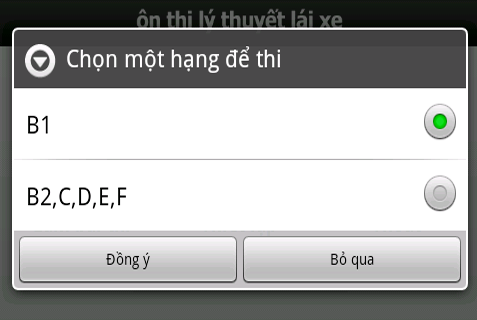 ôn thi lý thuyết lái xe
Chọn một hạng để thi
B1
B2,C,D,E,F
Đồng ý
Bỏ qua